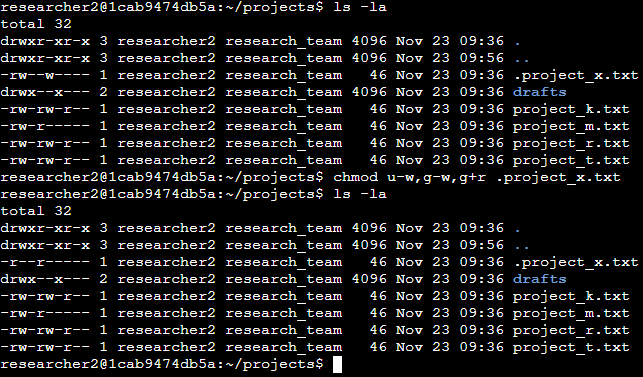 researcher2@1cab9474db5a:~/projects$ ls -la
total 32
drwxr-xr-x 3 researcher2 research_team 4096 Nov 23 09:36 .
drwxr-xr-x 3 researcher2 research_team 4096 Nov 23 09:56 ..
-rw--w---- 1 researcher2 research_team   46 Nov 23 09:36 .project_x.txt
drwx--x--- 2 researcher2 research_team 4096 Nov 23 09:36 drafts
-rw-rw-r-- 1 researcher2 research_team   46 Nov 23 09:36 project_k.txt
-rw-r----- 1 researcher2 research_team   46 Nov 23 09:36 project_m.txt
-rw-rw-r-- 1 researcher2 research_team   46 Nov 23 09:36 project_r.txt
-rw-rw-r-- 1 researcher2 research_team   46 Nov 23 09:36 project_t.txt
researcher2@1cab9474db5a:~/projects$ chmod u-w,g-w,g+r .project_x.txt
researcher2@1cab9474db5a:~/projects$ ls -la
total 32
drwxr-xr-x 3 researcher2 research_team 4096 Nov 23 09:36 .
drwxr-xr-x 3 researcher2 research_team 4096 Nov 23 09:56 ..
-r--r----- 1 researcher2 research_team   46 Nov 23 09:36 .project_x.txt
drwx--x--- 2 researcher2 research_team 4096 Nov 23 09:36 drafts
-rw-rw-r-- 1 researcher2 research_team   46 Nov 23 09:36 project_k.txt
-rw-r----- 1 researcher2 research_team   46 Nov 23 09:36 project_m.txt
-rw-rw-r-- 1 researcher2 research_team   46 Nov 23 09:36 project_r.txt
-rw-rw-r-- 1 researcher2 research_team   46 Nov 23 09:36 project_t.txt
researcher2@1cab9474db5a:~/projects$